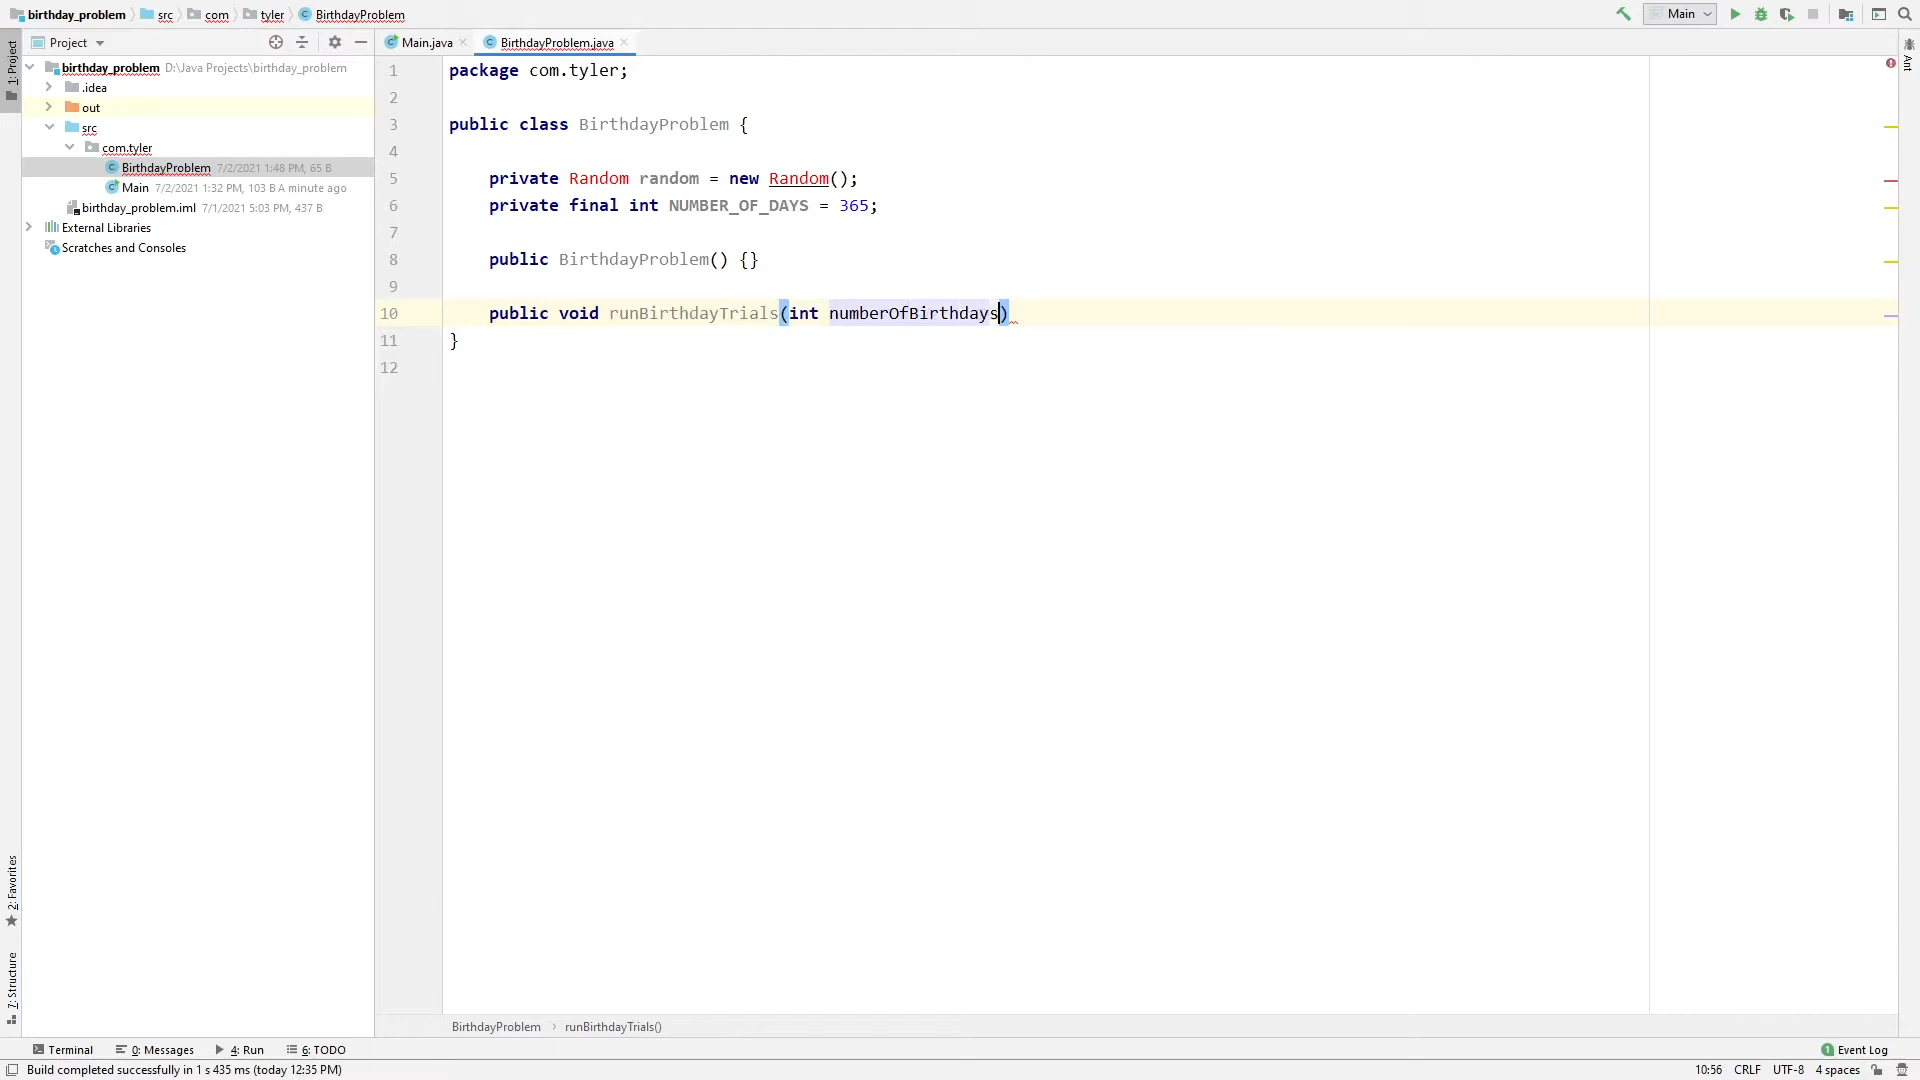 birthday_problem src com tyler BirthdayProblem Main
Project
Main.java BirthdayProblem.java
1: Project
Ant
birthday_problem D:\Java Projects\birthday_problem
.idea
out
src
com.tyler
BirthdayProblem 7/2/2021 1:48 PM, 65 B
Main 7/2/2021 1:32 PM, 103 B A minute ago
birthday_problem.iml 7/1/2021 5:03 PM, 437 B
External Libraries
Scratches and Consoles
1 package com.tyler;
2
3 public class BirthdayProblem {
4
5 private Random random = new Random();
6 private final int NUMBER_OF_DAYS = 365;
7
8 public BirthdayProblem() {}
9
10 public void runBirthdayTrials(int numberOfBirthdays)
11 }
12
2: Favorites
7: Structure
BirthdayProblem runBirthdayTrials()
Terminal 0: Messages 4: Run 6: TODO 1 Event Log
Build completed successfully in 1 s 435 ms (today 12:35 PM) 10:56 CRLF UTF-8 4 spaces